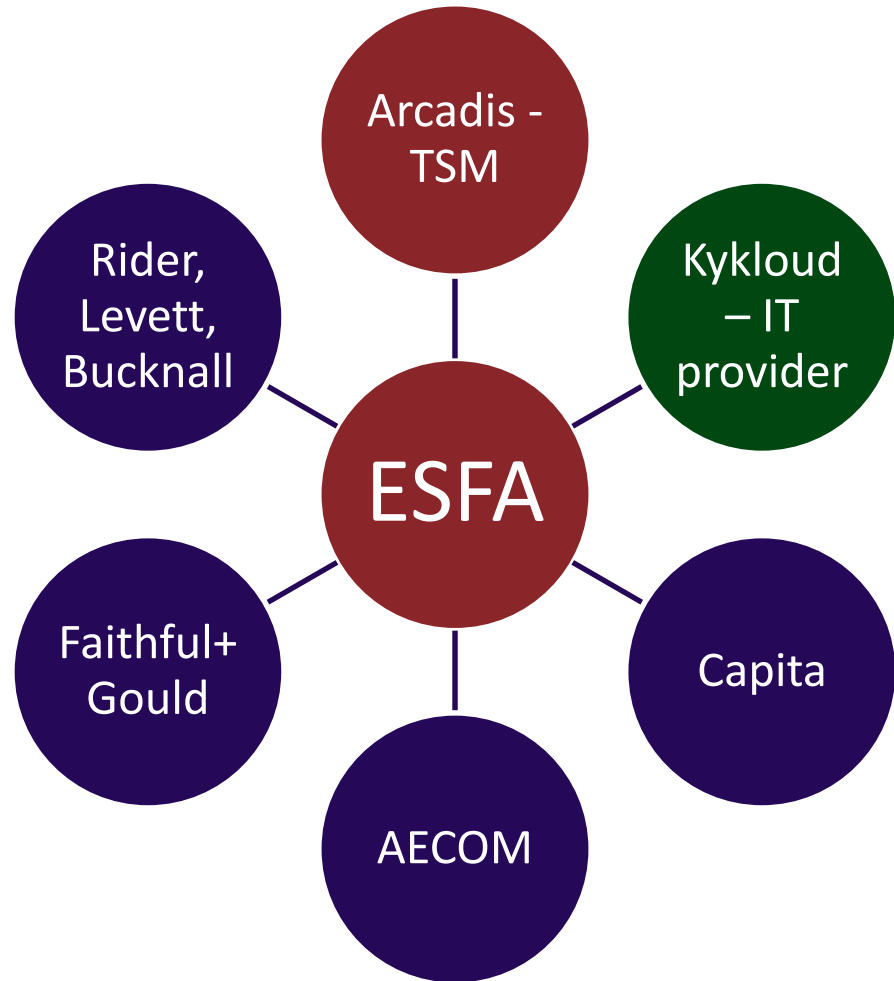 Arcadis -
TSM
Rider,
Levett,
Bucknall
Kykloud
– IT
provider
ESFA
Faithful+
Gould
Capita
AECOM